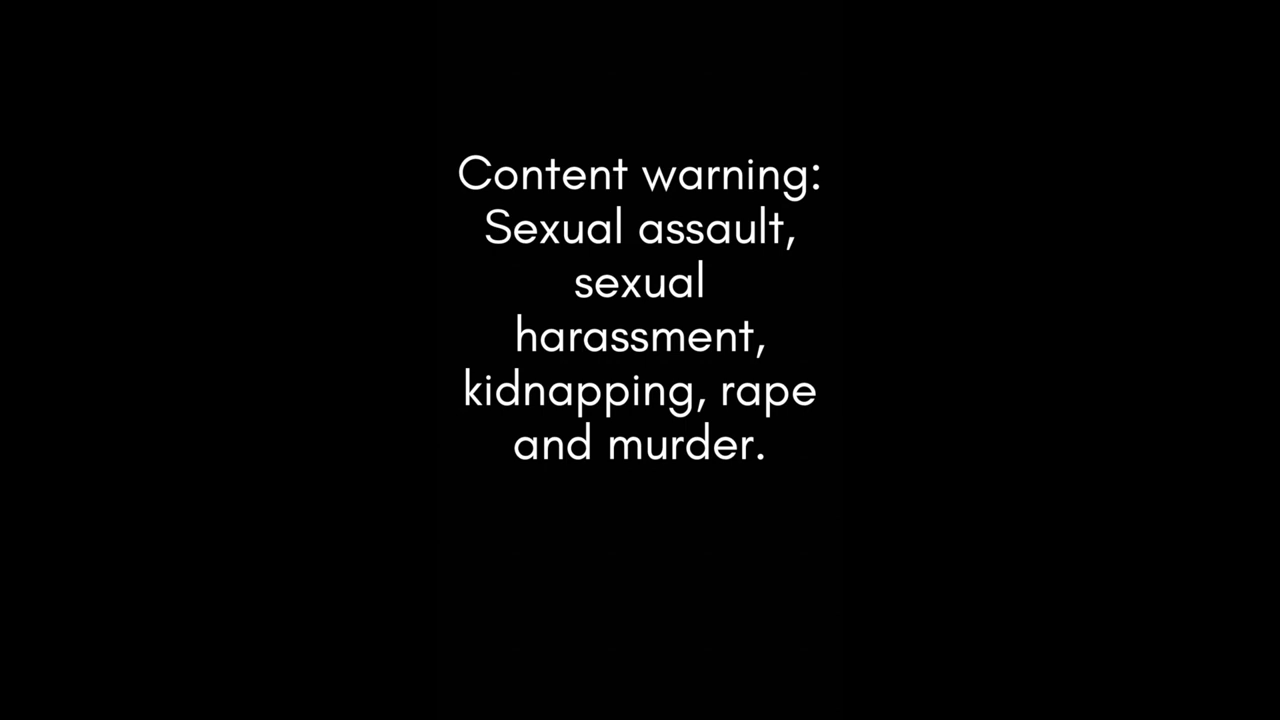 Content warning:
Sexual assault,
sexual
harassment,
kidnapping, rape
and murder.